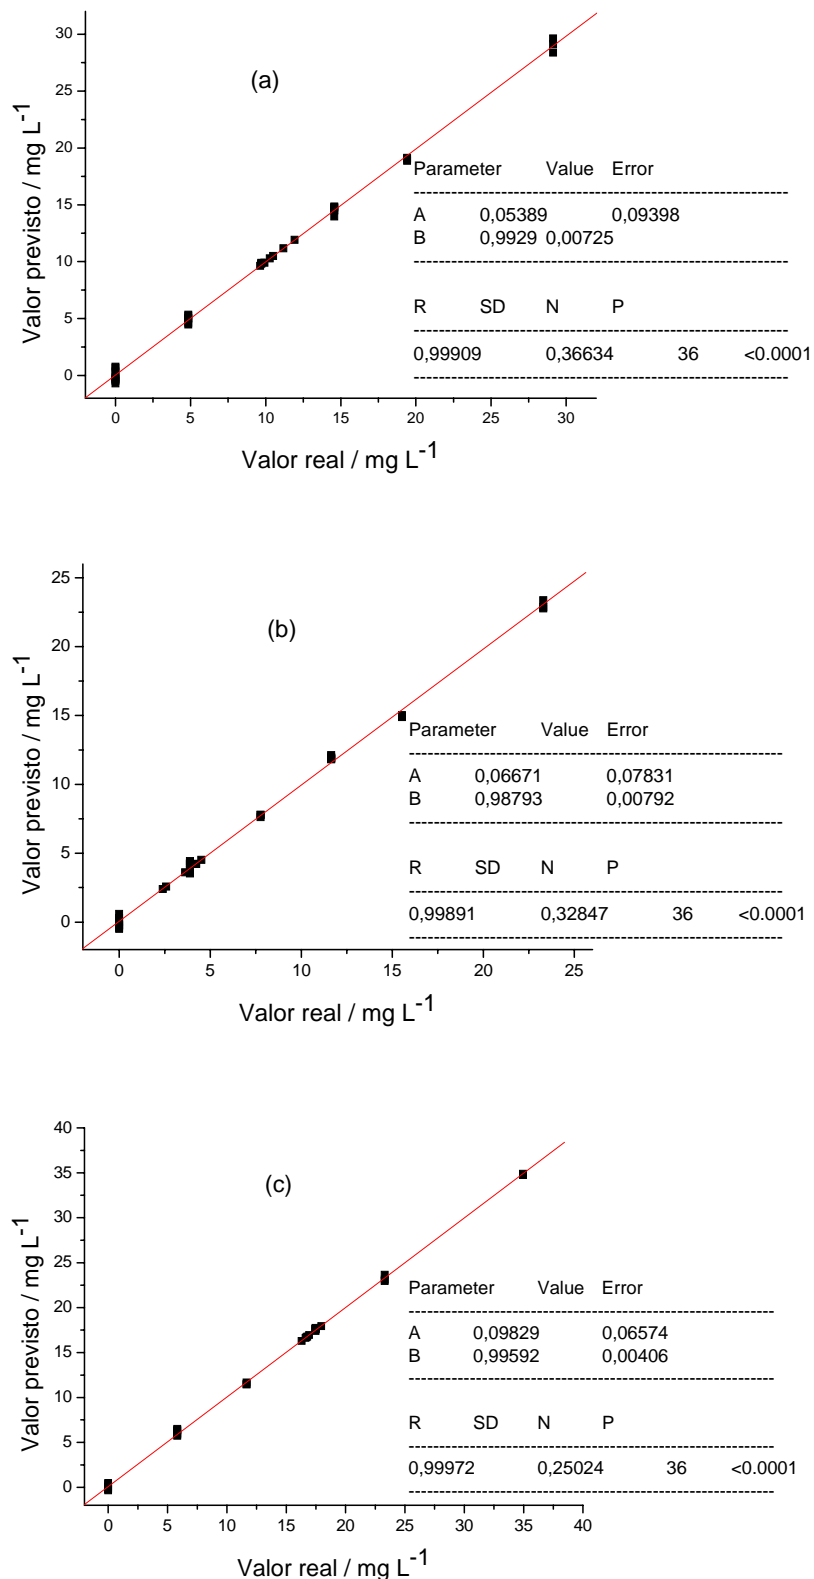 30
(a)
25
20
Parameter Value Error
15
A 0,05389 0,09398
B 0,9929 0,00725
10
R SD N P
5
0,99909 0,36634 36 <0.0001
0
0 5 10 15 20 25 30
Valor previsto / mg L-1
Valor real / mg L-1
25
(b)
20
15
Parameter Value Error
A 0,06671 0,07831
B 0,98793 0,00792
10
5
R SD N P
0,99891 0,32847 36 <0.0001
0
0 5 10 15 20 25
Valor previsto / mg L-1
Valor real / mg L-1
40
35
(c)
30
25
Parameter Value Error
20
A 0,09829 0,06574
B 0,99592 0,00406
15
10
R SD N P
5
0,99972 0,25024 36 <0.0001
0
0 5 10 15 20 25 30 35 40
Valor previsto / mg L-1
Valor real / mg L-1